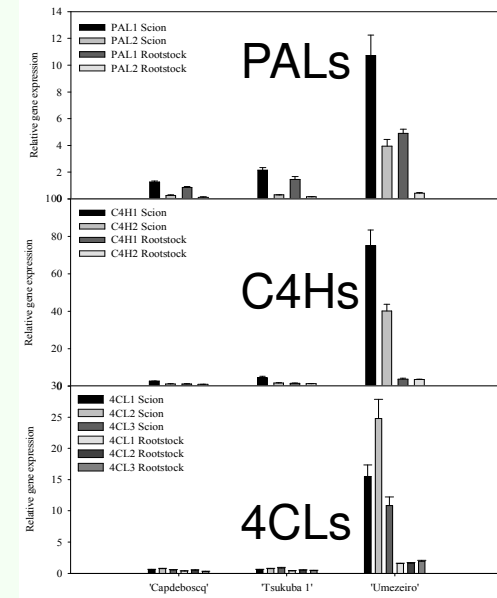 14
12
10
8
6
4
2
0
Relative gene expression
PAL1 Scion
PAL2 Scion
PAL1 Rootstock
PAL2 Rootstock
PALs
100
80
60
40
20
0
Relative gene expression
C4H1 Scion
C4H2 Scion
C4H1 Rootstock
C4H2 Rootstock
C4Hs
30
25
20
15
10
5
0
Relative gene expression
4CL1 Scion
4CL2 Scion
4CL3 Scion
4CL1 Rootstock
4CL2 Rootstock
4CL3 Rootstock
4CLs
'Capdeboscq' 'Tsukuba 1' 'Umezeiro'